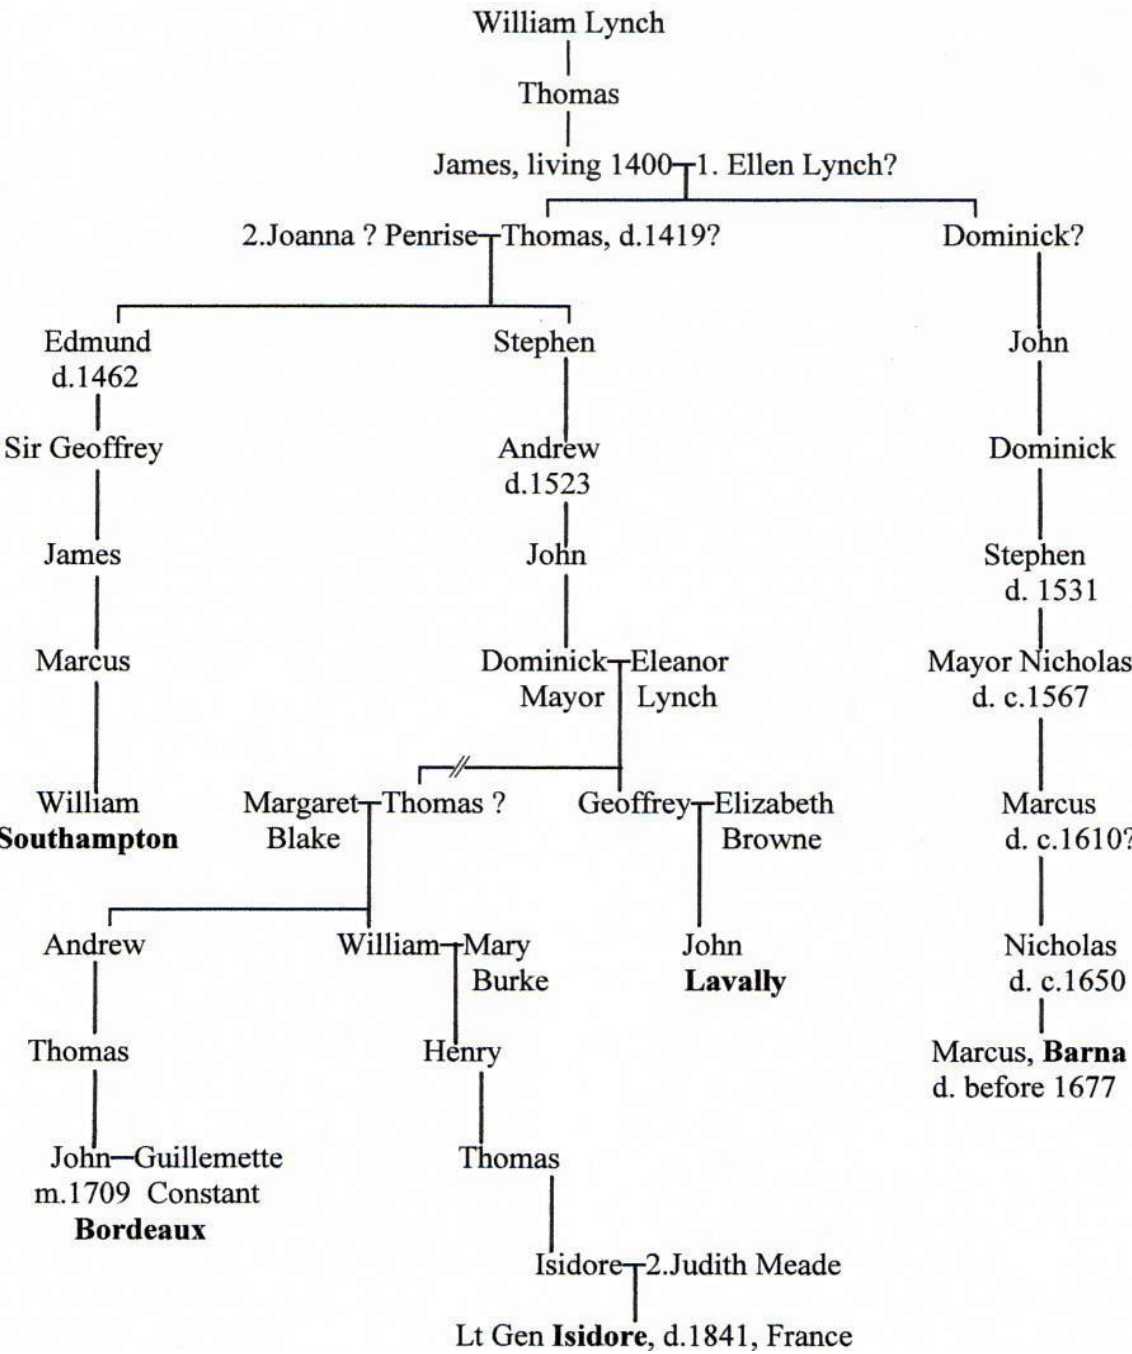 William Lynch
Thomas
James, living 1400 1. Ellen Lynch?
2.Joanna ? Penrise Thomas, d.1419? Dominick?
Edmund Stephen John
d.1462
Sir Geoffrey Andrew Dominick
d.1523
James John Stephen
d. 1531
Marcus Dominick Eleanor Mayor Nicholas
Mayor Lynch d. c.1567
William Margaret Thomas ? Geoffrey Elizabeth Marcus
Southampton Blake Browne d. c.1610?
Andrew William Mary John Nicholas
Burke Lavally d. c.1650
Thomas Henry Marcus, Barna
d. before 1677
John Guillemette Thomas
m.1709 Constant
Bordeaux
Isidore 2.Judith Meade
Lt Gen Isidore, d.1841, France